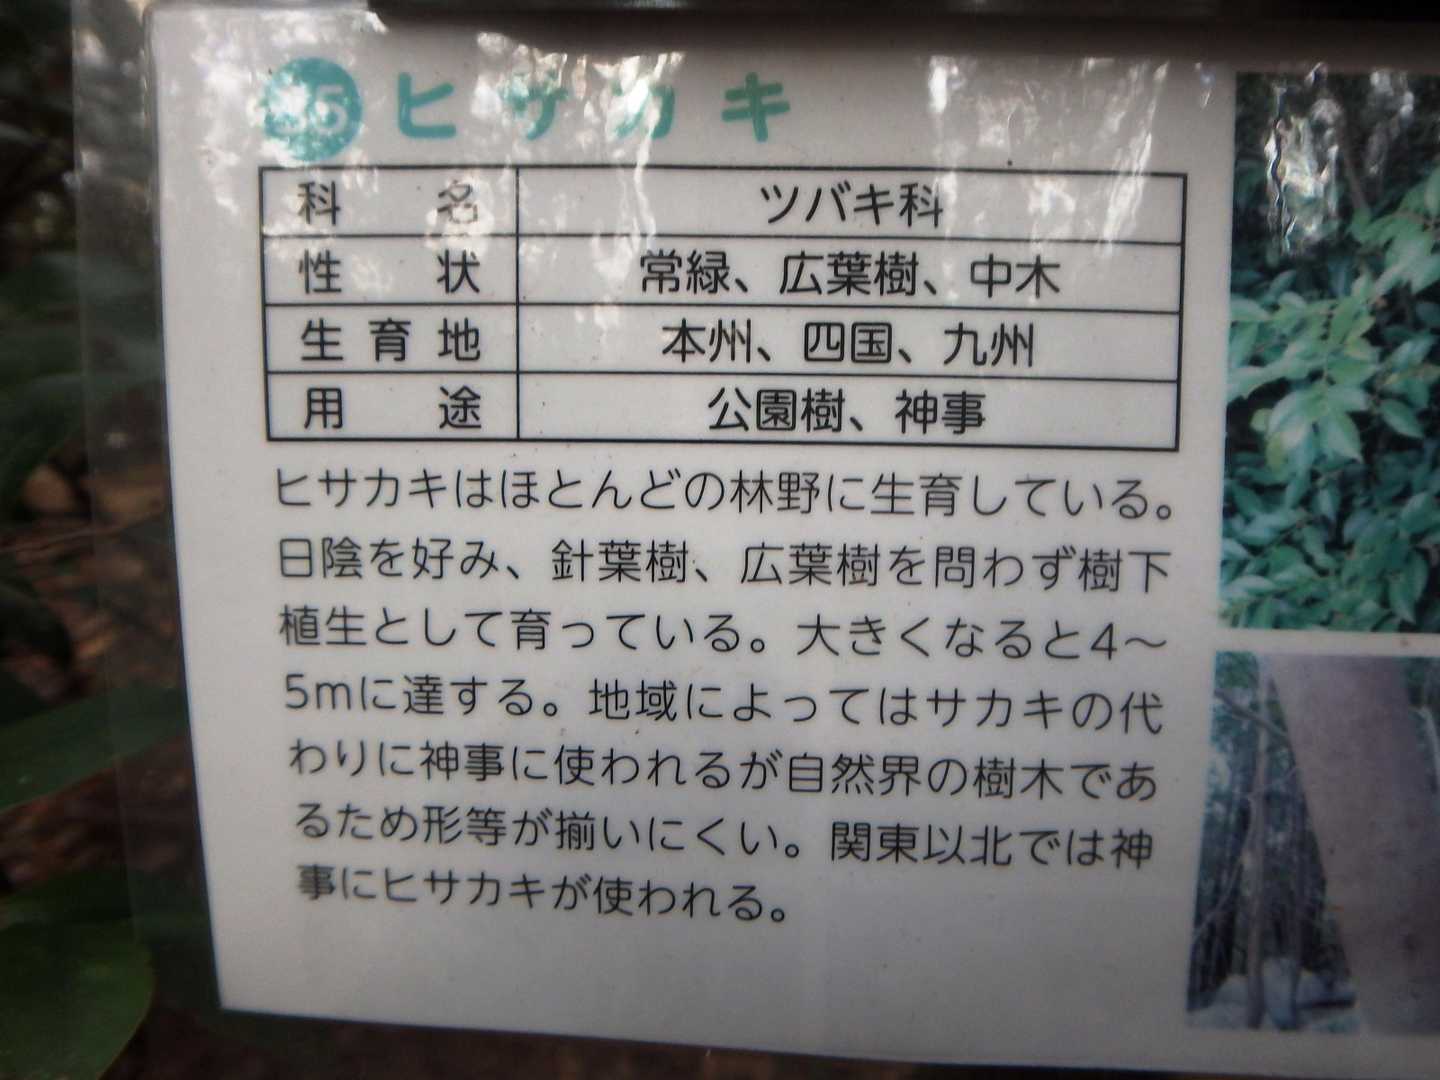 ヒサカキ
科名 ツバキ科
性状 常緑、広葉樹、中木
生育地 本州、四国、九州
用途 公園樹、神事
ヒサカキはほとんどの林野に生育している。
日陰を好み、針葉樹、広葉樹を問わず樹下
植生として育っている。大きくなると4～
5mに達する。地域によってはサカキの代
わりに神事に使われるが自然界の樹木であ
るため形等が揃いにくい。関東以北では神
事にヒサカキが使われる。